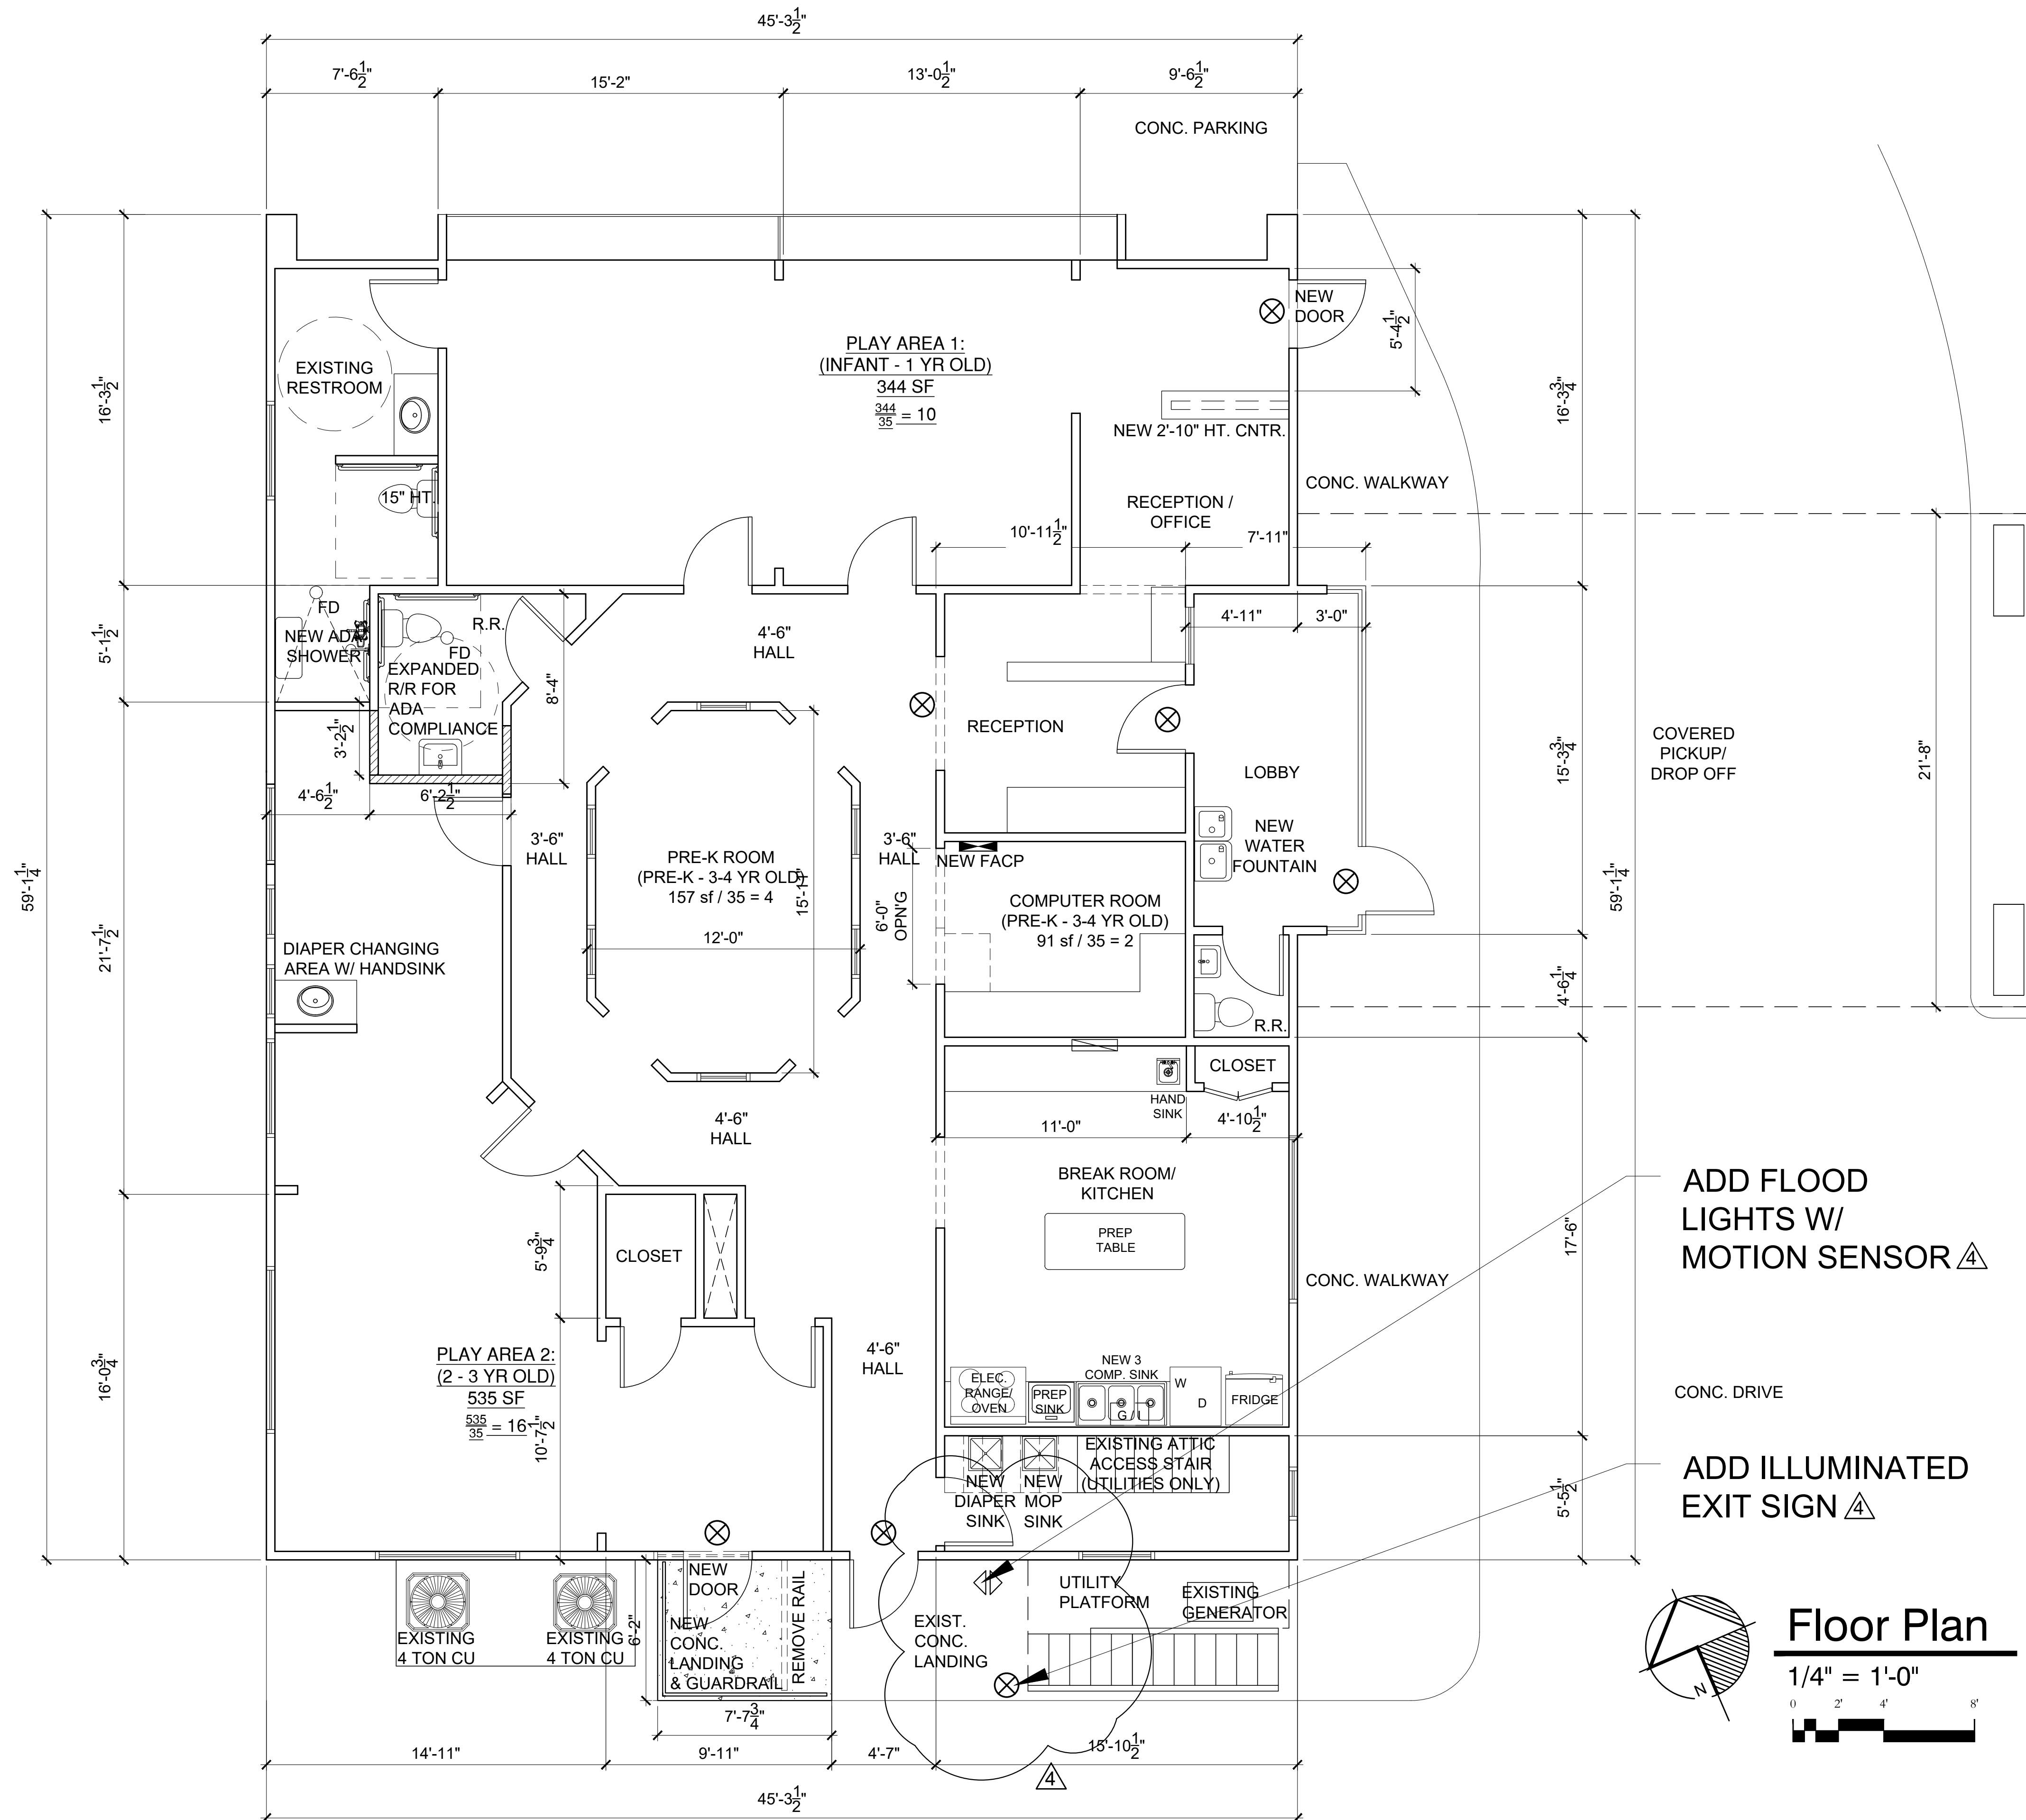 45'-3 1/2"
7'-6 1/2"
15'-2"
13'-0 1/2"
9'-6 1/2"
CONC. PARKING
NEW
DOOR
5'-4 1/2"
PLAY AREA 1:
(INFANT - 1 YR OLD)
344 SF
344/35 = 10
EXISTING
RESTROOM
16'-3 1/2"
16'-3 3/4"
NEW 2'-10" HT. CNTR.
CONC. WALKWAY
15" HT.
RECEPTION /
OFFICE
10'-11 1/2"
7'-11"
FD
NEW ADA
SHOWER
R.R.
FD
EXPANDED
R/R FOR
ADA
COMPLIANCE
5'-1 1/2"
4'-6"
HALL
8'-4"
4'-11"
3'-0"
3'-2 1/2"
RECEPTION
LOBBY
COVERED
PICKUP/
DROP OFF
15'-3 3/4"
21'-8"
4'-6 1/2"
6'-2 1/2"
3'-6"
HALL
PRE-K ROOM
(PRE-K - 3-4 YR OLD)
157 sf / 35 = 4
15'-11"
12'-0"
3'-6"
HALL
NEW FACP
6'-0"
OPN'G
NEW
WATER
FOUNTAIN
COMPUTER ROOM
(PRE-K - 3-4 YR OLD)
91 sf / 35 = 2
59'-1 1/4"
59'-1 1/4"
21'-7 1/2"
DIAPER CHANGING
AREA W/ HANDSINK
4'-6 1/4"
R.R.
CLOSET
HAND
SINK
4'-10 1/2"
11'-0"
4'-6"
HALL
BREAK ROOM/
KITCHEN
PREP
TABLE
ADD FLOOD
LIGHTS W/
MOTION SENSOR 4
17'-6"
CLOSET
5'-9 3/4"
CONC. WALKWAY
16'-0 3/4"
PLAY AREA 2:
(2 - 3 YR OLD)
535 SF
535/35 = 16
10'-7 1/2"
4'-6"
HALL
NEW 3
COMP. SINK
ELEC.
RANGE/
OVEN
PREP
SINK
G / I
W
D
FRIDGE
CONC. DRIVE
EXISTING ATTIC
ACCESS STAIR
(UTILITIES ONLY)
NEW
DIAPER
SINK
NEW
MOP
SINK
5'-5 1/2"
ADD ILLUMINATED
EXIT SIGN 4
NEW
DOOR
REMOVE RAIL
6'-2"
NEW
CONC.
LANDING
& GUARDRAIL
EXISTING
4 TON CU
EXISTING
4 TON CU
EXIST.
CONC.
LANDING
UTILITY
PLATFORM
EXISTING
GENERATOR
7'-7 3/4"
14'-11"
9'-11"
4'-7"
15'-10 1/2"
4
45'-3 1/2"
N
Floor Plan
1/4" = 1'-0"
0 2' 4' 8'